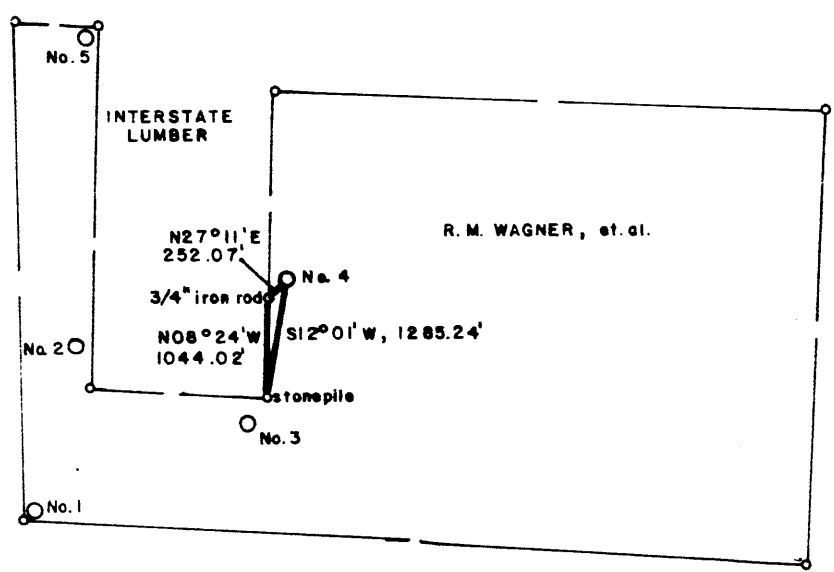 No. 5
INTERSTATE
LUMBER
R. M. WAGNER, et. al.
N27°11'E
252.07'
No. 4
3/4" iron rod
N08°24'W
1044.02'
S12°01'W, 1285.24'
No. 2
stonepile
No. 3
No. 1